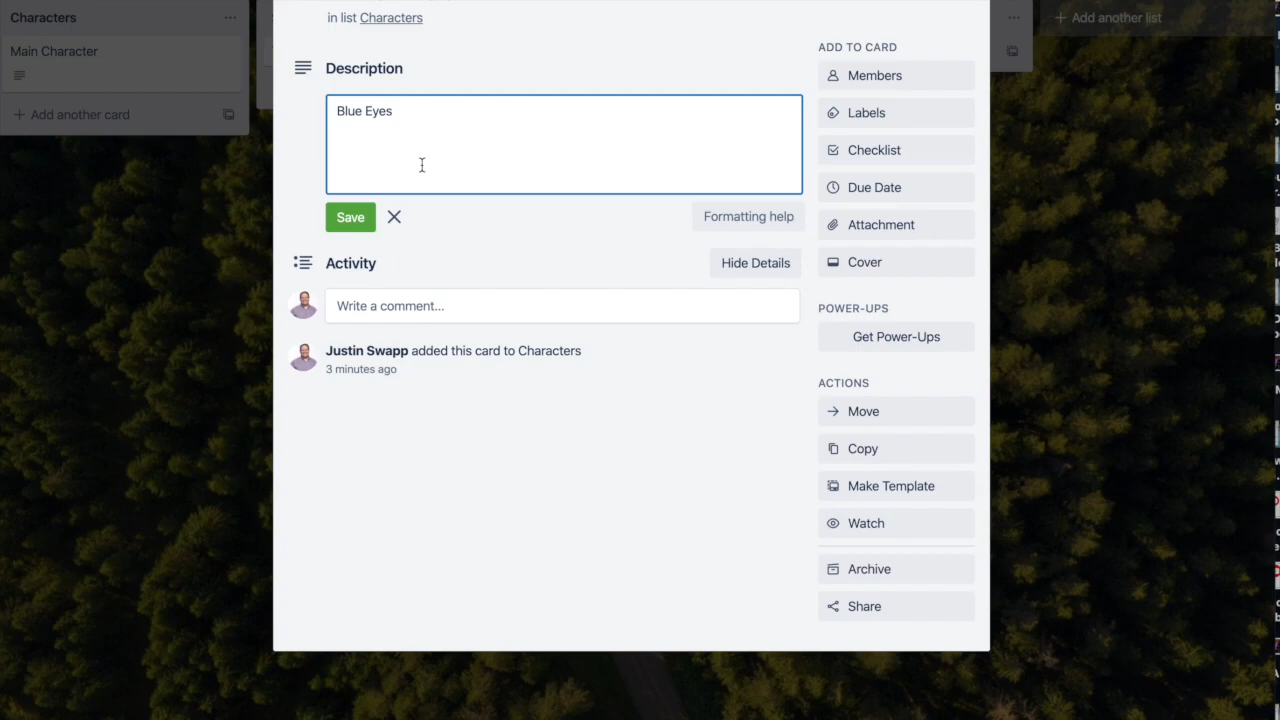 Characters
Main Character
Add another card
Add another list
in list Characters
Description
Blue Eyes
Save
Formatting help
Activity
Hide Details
Write a comment...
Justin Swapp added this card to Characters
3 minutes ago
ADD TO CARD
Members
Labels
Checklist
Due Date
Attachment
Cover
POWER-UPS
Get Power-Ups
ACTIONS
Move
Copy
Make Template
Watch
Archive
Share